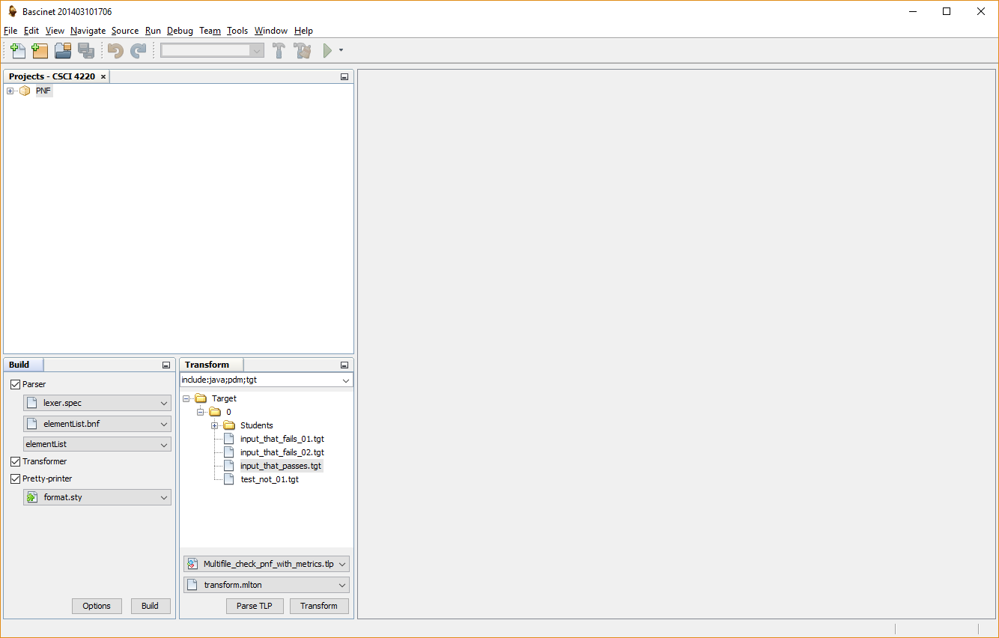 Bascinet 201403101706
File Edit View Navigate Source Run Debug Team Tools Window Help
Projects - CSCI 4220
PNF
Build
Parser
lexer.spec
elementList.bnf
elementList
Transformer
Pretty-printer
format.sty
Options Build
Transform
include:java;pdm;tgt
Target
0
Students
input_that_fails_01.tgt
input_that_fails_02.tgt
input_that_passes.tgt
test_not_01.tgt
Multifile_check_pnf_with_metrics.tlp
transform.mlton
Parse TLP Transform